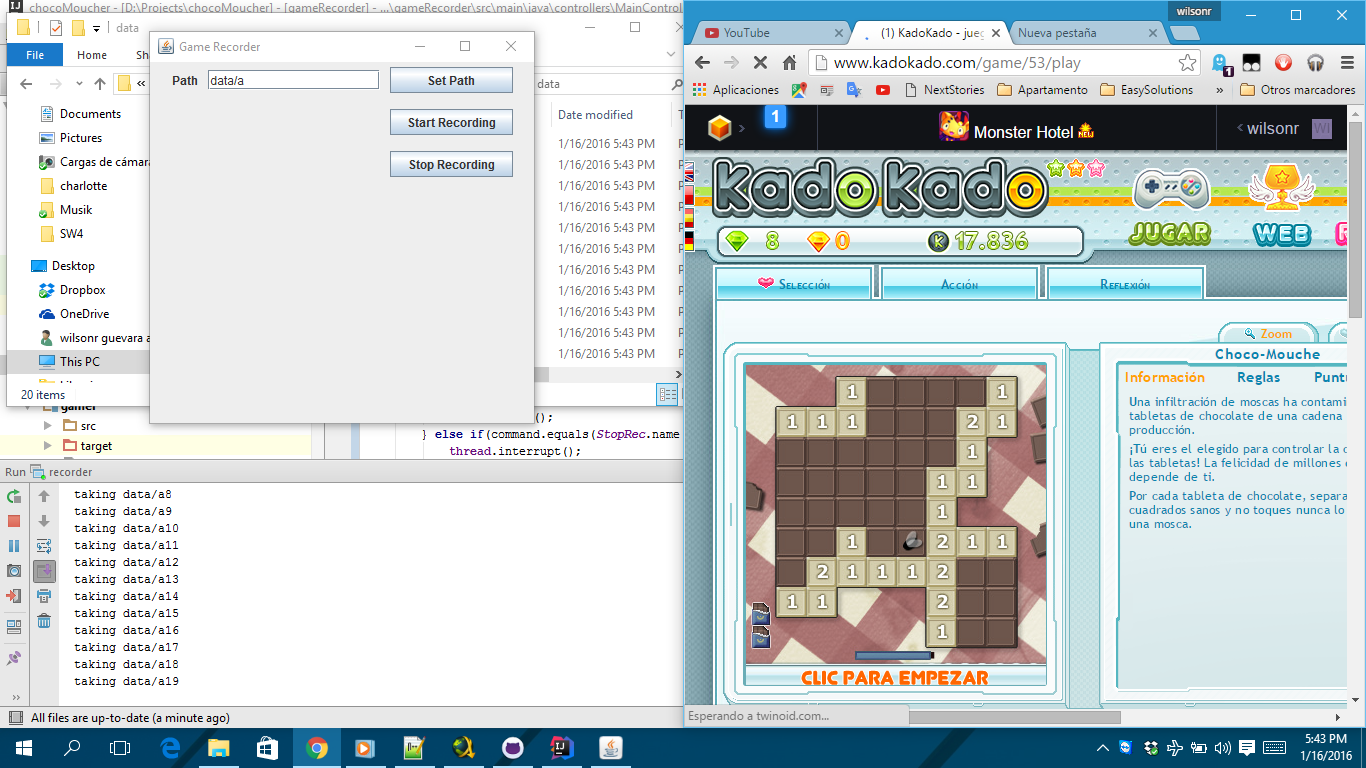 chocoMoucher - [D:\Projects\chocoMoucher] - [gameRecorder] - ...\gameRecorder\src\main\java\controllers\MainControl
data
File
Home
«
data
Documents
Pictures
Cargas de cámara
charlotte
Musik
SW4
Desktop
Dropbox
OneDrive
wilsonr guevara a
This PC
20 items
Date modified
1/16/2016 5:43 PM
1/16/2016 5:43 PM
1/16/2016 5:43 PM
1/16/2016 5:43 PM
1/16/2016 5:43 PM
1/16/2016 5:43 PM
1/16/2016 5:43 PM
1/16/2016 5:43 PM
1/16/2016 5:43 PM
1/16/2016 5:43 PM
1/16/2016 5:43 PM
Game Recorder
Path data/a Set Path
Start Recording
Stop Recording
gamer
src
target
();
} else if(command.equals(StopRec.name
thread.interrupt();
Run recorder
taking data/a8
taking data/a9
taking data/a10
taking data/a11
taking data/a12
taking data/a13
taking data/a14
taking data/a15
taking data/a16
taking data/a17
taking data/a18
taking data/a19
»
All files are up-to-date (a minute ago)
wilsonr
YouTube (1) KadoKado - jueg Nueva pestaña
www.kadokado.com/game/53/play
1
Aplicaciones NextStories Apartamento EasySolutions » Otros marcadores
1 Monster Hotel NEW wilsonr WI
kadokado
JUGAR WEB
8 0 K 17.836
Selección Acción Reflexión
Zoom
Choco-Mouche
Información Reglas Puntu
Una infiltración de moscas ha contami
tabletas de chocolate de una cadena
producción.
¡Tú eres el elegido para controlar la c
las tabletas! La felicidad de millones
depende de ti.
Por cada tableta de chocolate, separa
cuadrados sanos y no toques nunca lo
una mosca.
1 1
1 1 1 2 1
1
1 1
1
1 2 1 1
2 1 1 1 2
1 1 2
1
CLIC PARA EMPEZAR
Esperando a twinoid.com...
5:43 PM
1/16/2016